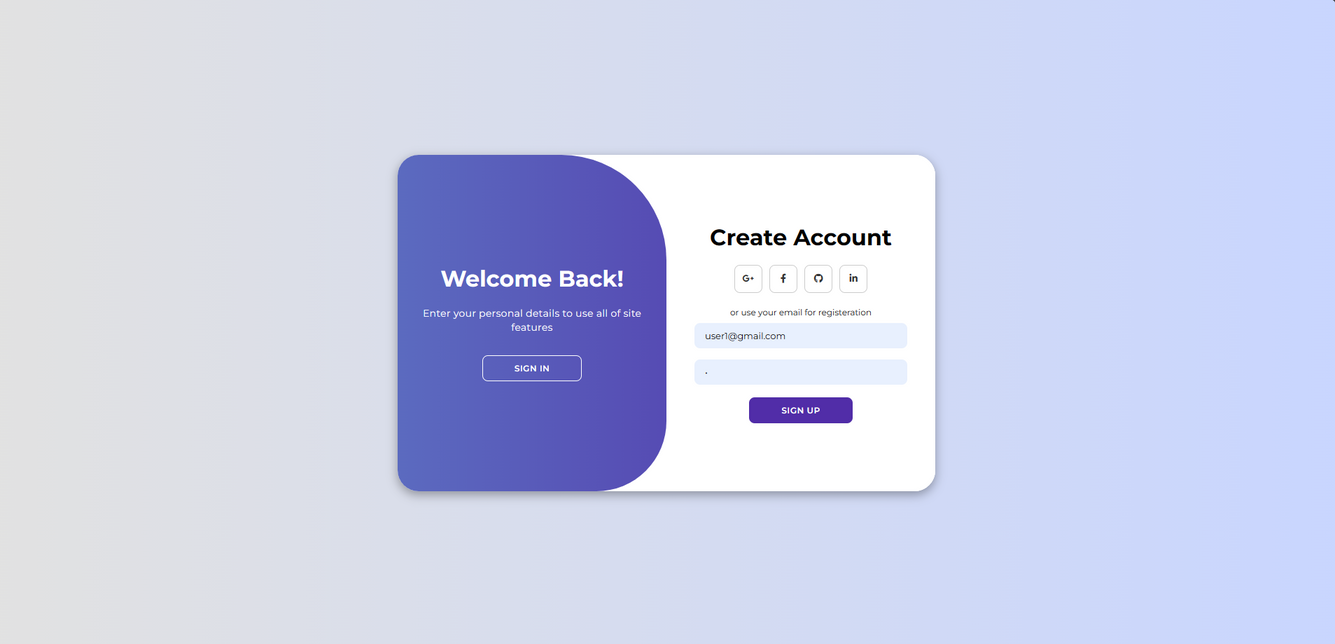 Welcome Back!
Enter your personal details to use all of site
features
SIGN IN
Create Account
G+ f in
or use your email for registeration
user1@gmail.com
SIGN UP